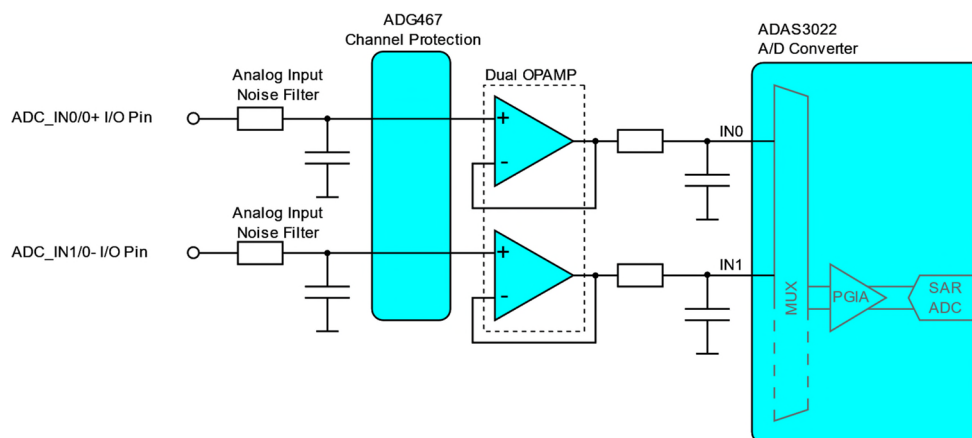 ADG467
Channel Protection
ADAS3022
A/D Converter
Analog Input
Noise Filter
Dual OPAMP
ADC_IN0/0+ I/O Pin
+
-
IN0
Analog Input
Noise Filter
ADC_IN1/0- I/O Pin
+
-
IN1
MUX
PGIA
SAR
ADC